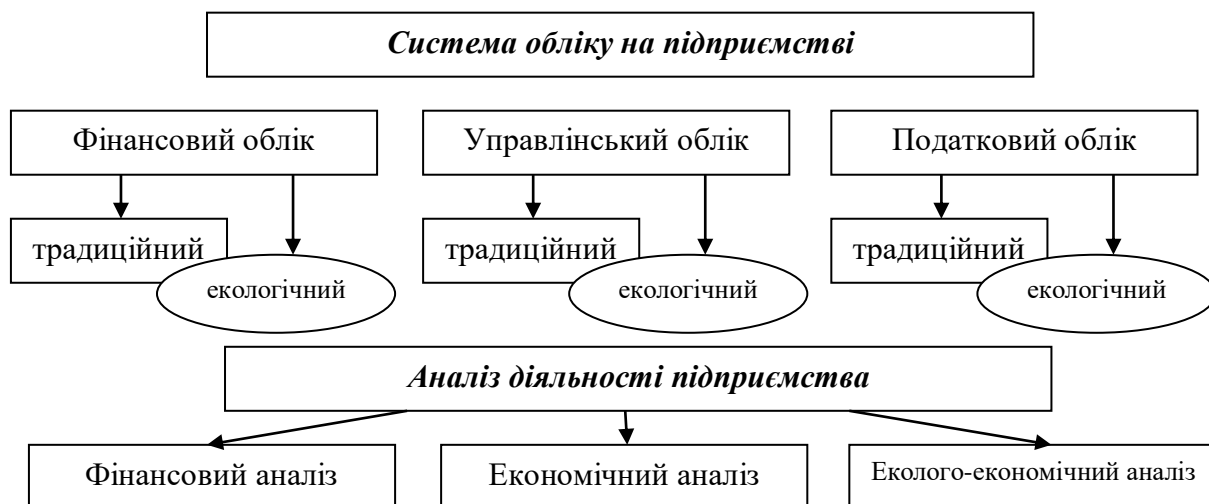 Система обліку на підприємстві
Фінансовий облік
Управлінський облік
Податковий облік
традиційний
екологічний
традиційний
екологічний
традиційний
екологічний
Аналіз діяльності підприємства
Фінансовий аналіз
Економічний аналіз
Еколого-економічний аналіз